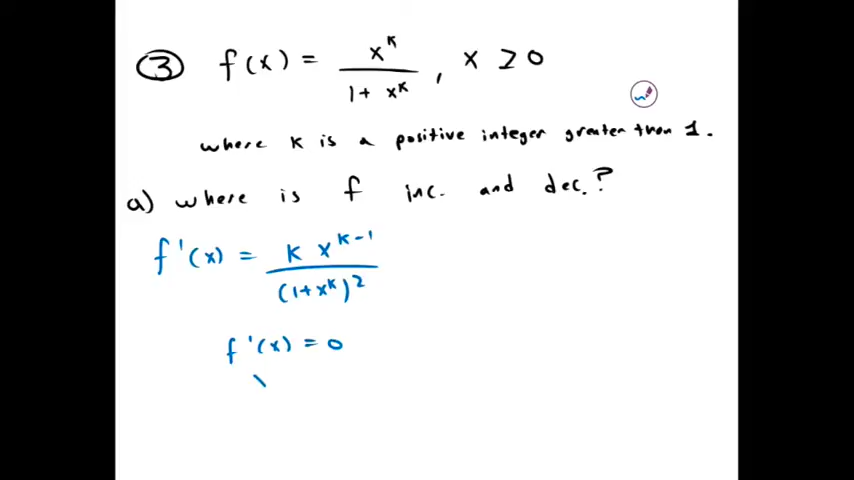 ③ f(x) = x^k / (1 + x^k), x ≥ 0
where k is a positive integer greater than 1.
a) where is f inc. and dec.?
f'(x) = k x^(k-1) / (1+x^k)^2
f'(x) = 0